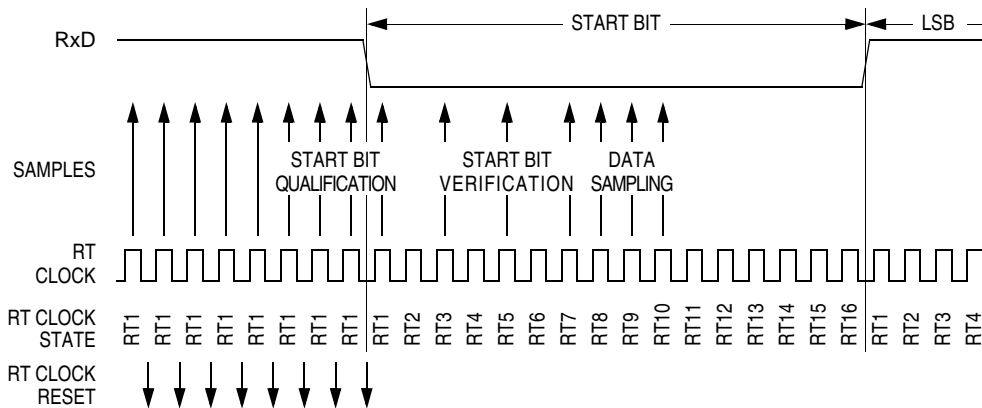 START BIT
LSB
RxD
SAMPLES
START BIT
QUALIFICATION
START BIT
VERIFICATION
DATA
SAMPLING
RT
CLOCK
RT CLOCK
STATE
RT1 RT1 RT1 RT1 RT1 RT1 RT1 RT1 RT1 RT2 RT3 RT4 RT5 RT6 RT7 RT8 RT9 RT10 RT11 RT12 RT13 RT14 RT15 RT16 RT1 RT2 RT3 RT4
RT CLOCK
RESET